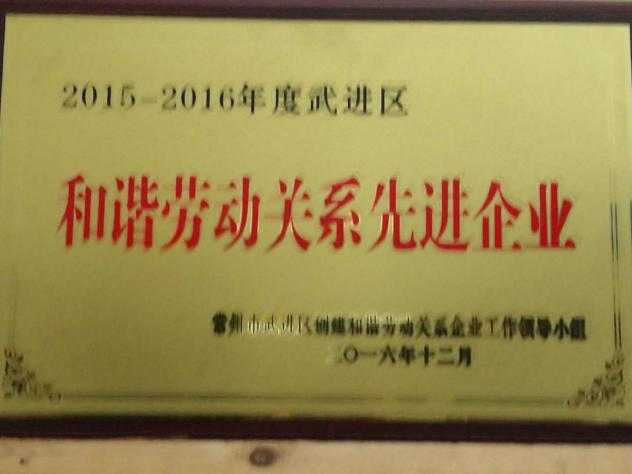 2015-2016年度武进区
和谐劳动关系先进企业
常州市武进区创建和谐劳动关系企业工作领导小组
二〇一六年十二月